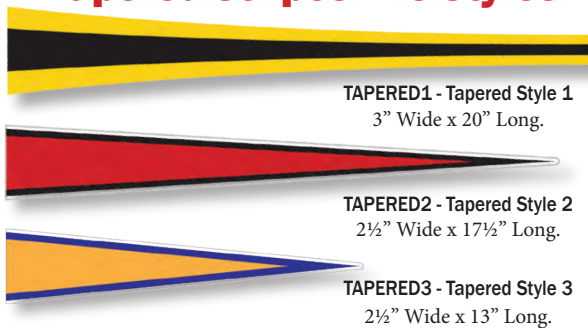 TAPERED1 - Tapered Style 1
3” Wide x 20” Long.
TAPERED2 - Tapered Style 2
2½” Wide x 17½” Long.
TAPERED3 - Tapered Style 3
2½” Wide x 13” Long.